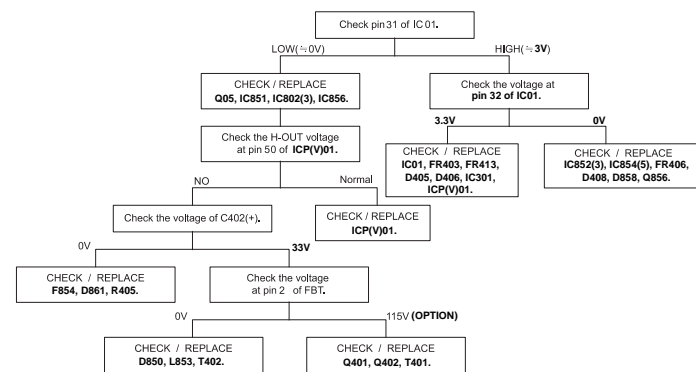 Check pin 31 of IC 01.
LOW(≒0V)
HIGH(≒3V)
CHECK / REPLACE
Q05, IC851, IC802(3), IC856.
Check the voltage at
pin 32 of IC01.
Check the H-OUT voltage
at pin 50 of ICP(V)01.
3.3V
0V
CHECK / REPLACE
IC01, FR403, FR413,
D405, D406, IC301,
ICP(V)01.
CHECK / REPLACE
IC852(3), IC854(5), FR406,
D408, D858, Q856.
NO
Normal
Check the voltage of C402(+).
CHECK / REPLACE
ICP(V)01.
0V
33V
CHECK / REPLACE
F854, D861, R405.
Check the voltage
at pin 2 of FBT.
0V
115V (OPTION)
CHECK / REPLACE
D850, L853, T402.
CHECK / REPLACE
Q401, Q402, T401.